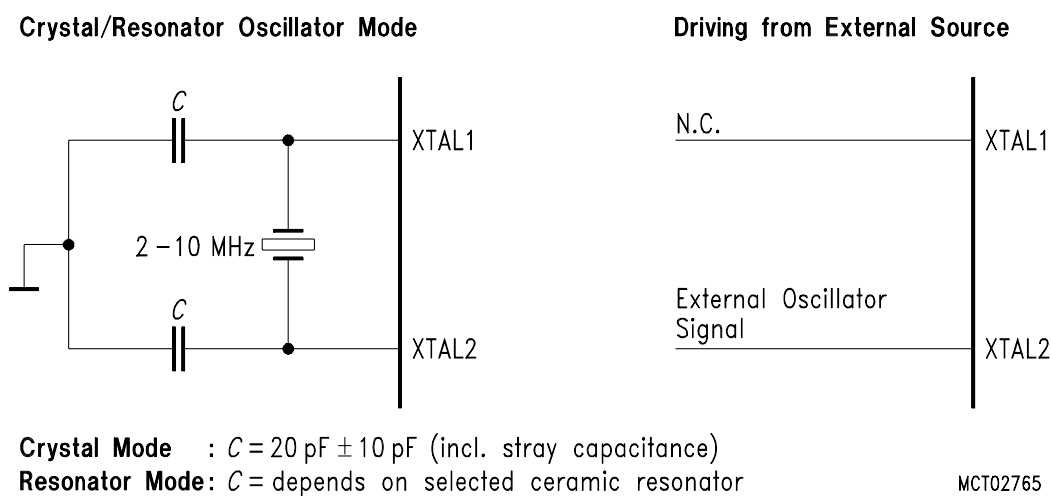 Crystal/Resonator Oscillator Mode
Driving from External Source
C
XTAL1
N.C.
XTAL1
2 – 10 MHz
C
XTAL2
External Oscillator
Signal
XTAL2
Crystal Mode : C = 20 pF ± 10 pF (incl. stray capacitance)
Resonator Mode: C = depends on selected ceramic resonator
MCT02765